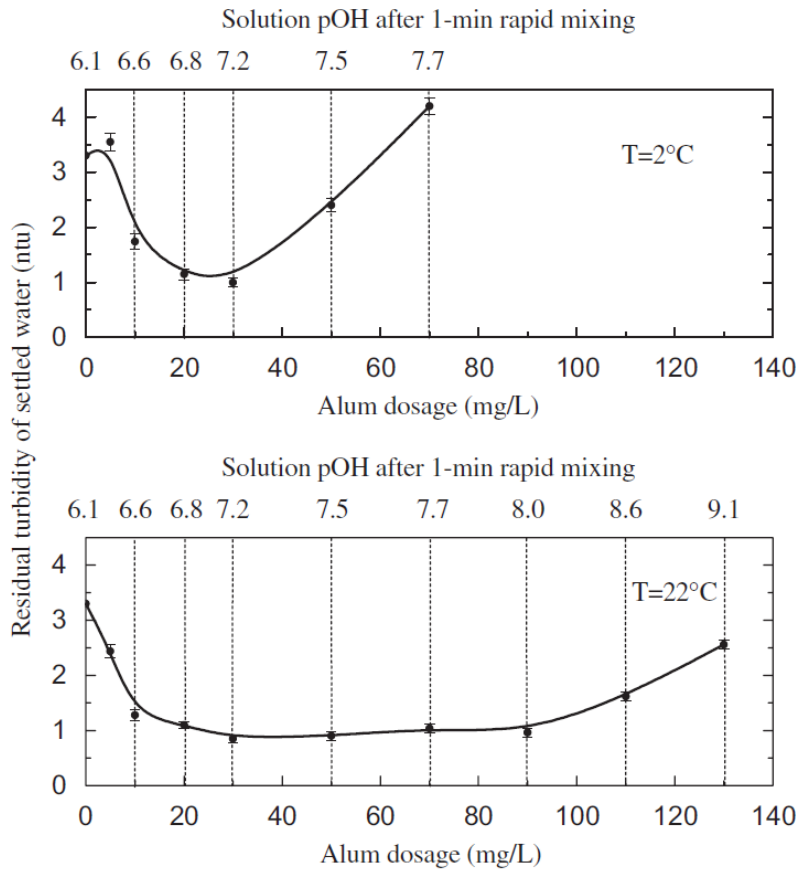 Solution pOH after 1-min rapid mixing
6.1 6.6 6.8 7.2 7.5 7.7
4
3
2
1
0
T=2°C
0 20 40 60 80 100 120 140
Alum dosage (mg/L)
Residual turbidity of settled water (ntu)
Solution pOH after 1-min rapid mixing
6.1 6.6 6.8 7.2 7.5 7.7 8.0 8.6 9.1
4
3
2
1
0
T=22°C
0 20 40 60 80 100 120 140
Alum dosage (mg/L)